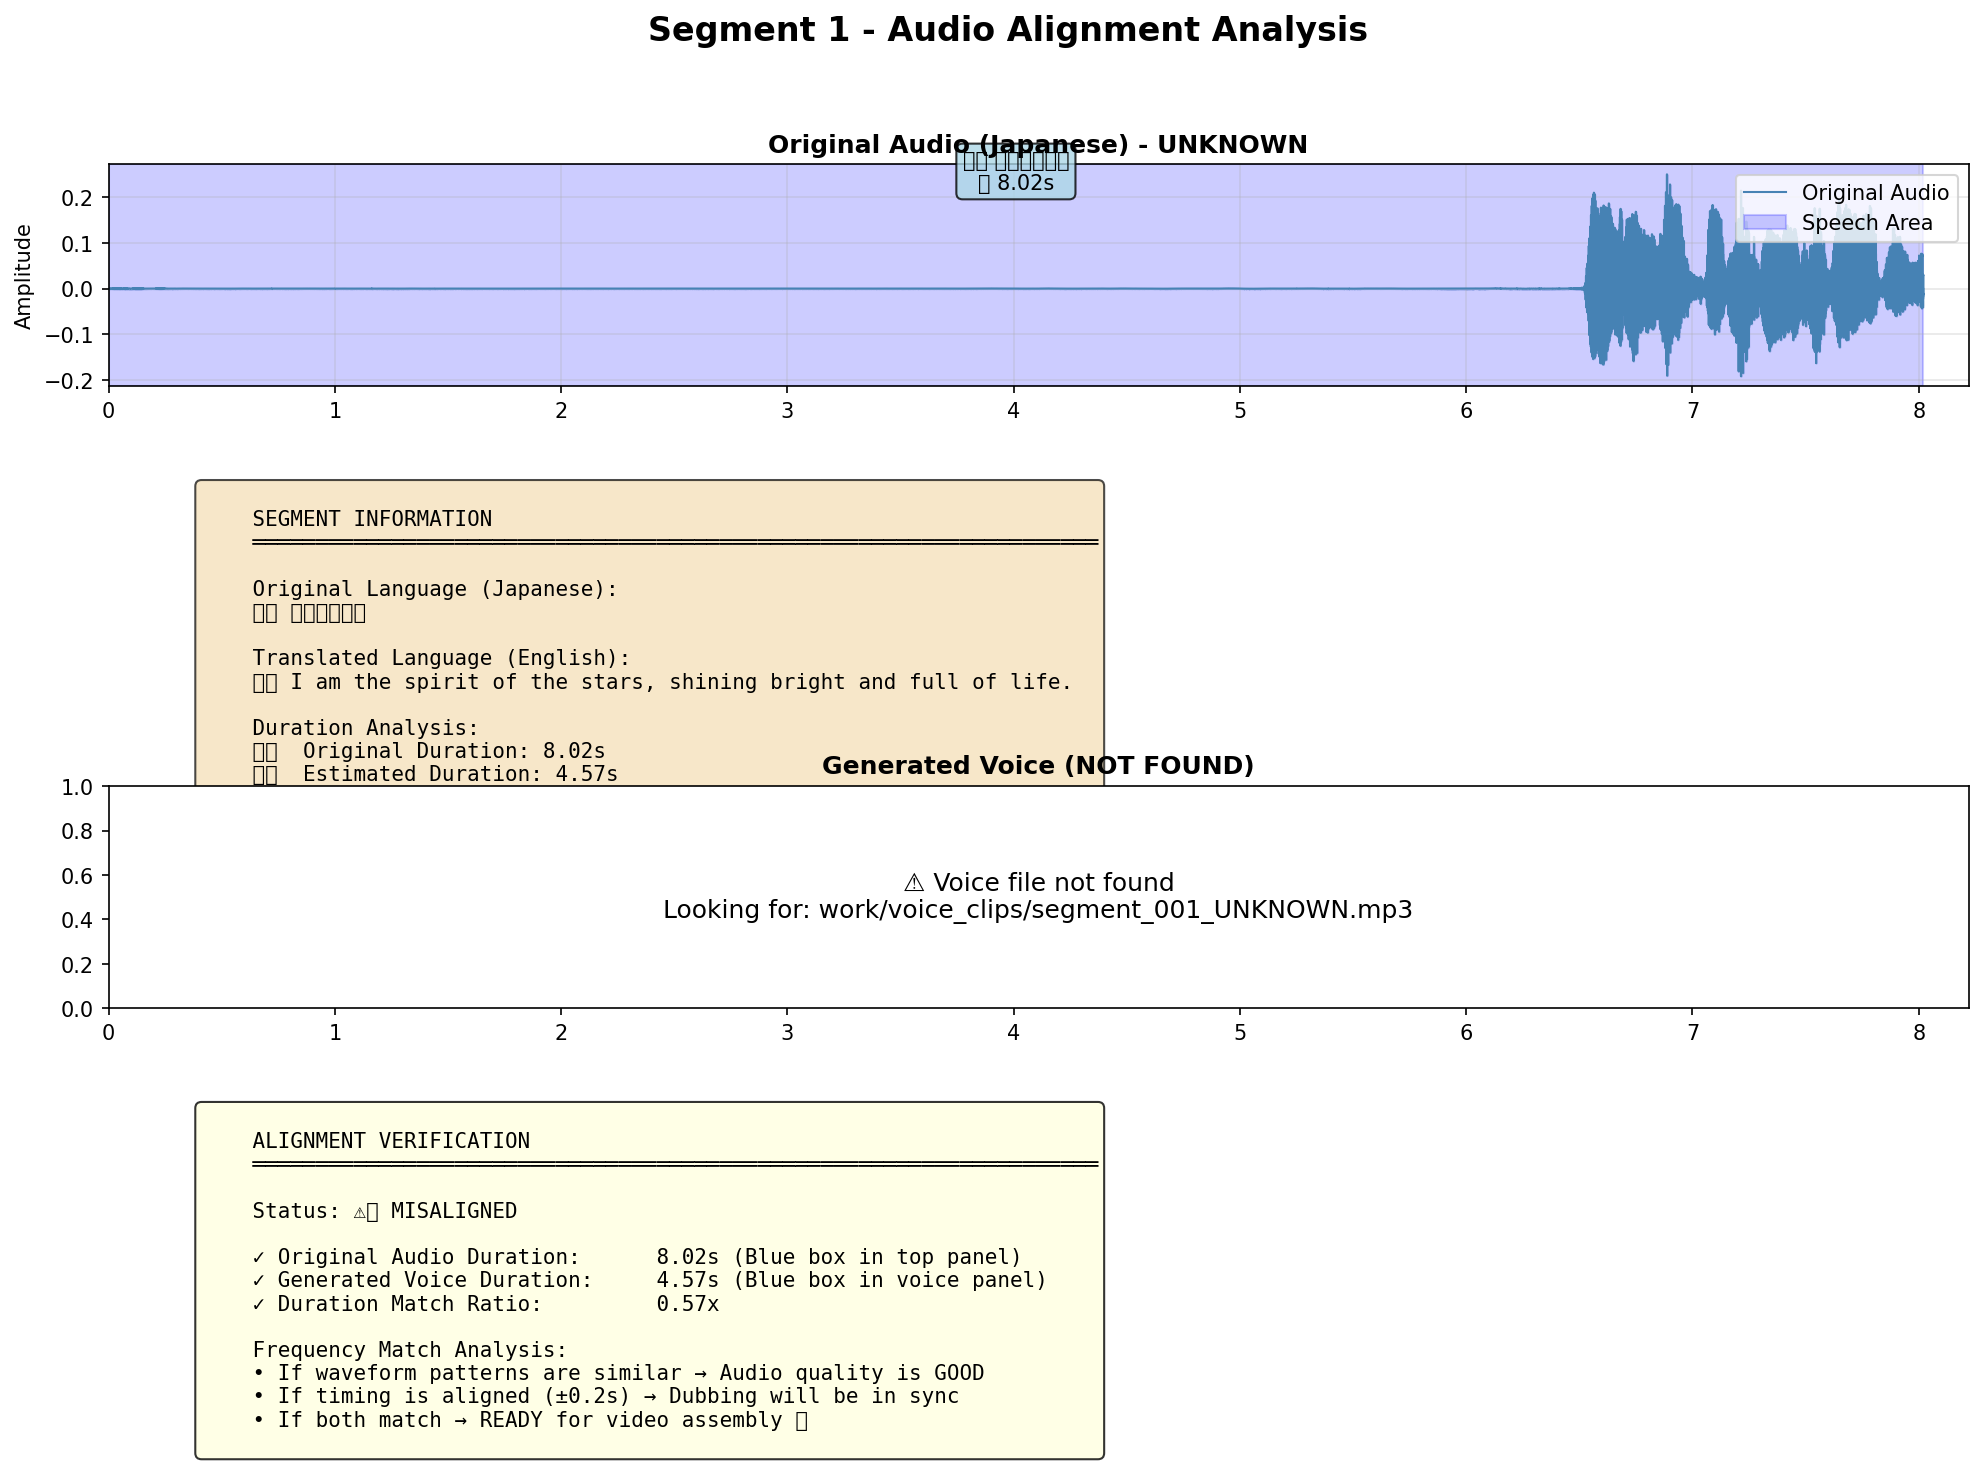 Segment 1 - Audio Alignment Analysis
Original Audio (Japanese) - UNKNOWN
8.02s
Original Audio
Speech Area
Amplitude
0.2
0.1
0.0
−0.1
−0.2
0 1 2 3 4 5 6 7 8
SEGMENT INFORMATION
Original Language (Japanese):
Translated Language (English):
I am the spirit of the stars, shining bright and full of life.
Duration Analysis:
Original Duration: 8.02s
Estimated Duration: 4.57s
Generated Voice (NOT FOUND)
1.0
0.8
0.6
0.4
0.2
0.0
⚠ Voice file not found
Looking for: work/voice_clips/segment_001_UNKNOWN.mp3
0 1 2 3 4 5 6 7 8
ALIGNMENT VERIFICATION
Status: ⚠ MISALIGNED
✓ Original Audio Duration: 8.02s (Blue box in top panel)
✓ Generated Voice Duration: 4.57s (Blue box in voice panel)
✓ Duration Match Ratio: 0.57x
Frequency Match Analysis:
• If waveform patterns are similar → Audio quality is GOOD
• If timing is aligned (±0.2s) → Dubbing will be in sync
• If both match → READY for video assembly